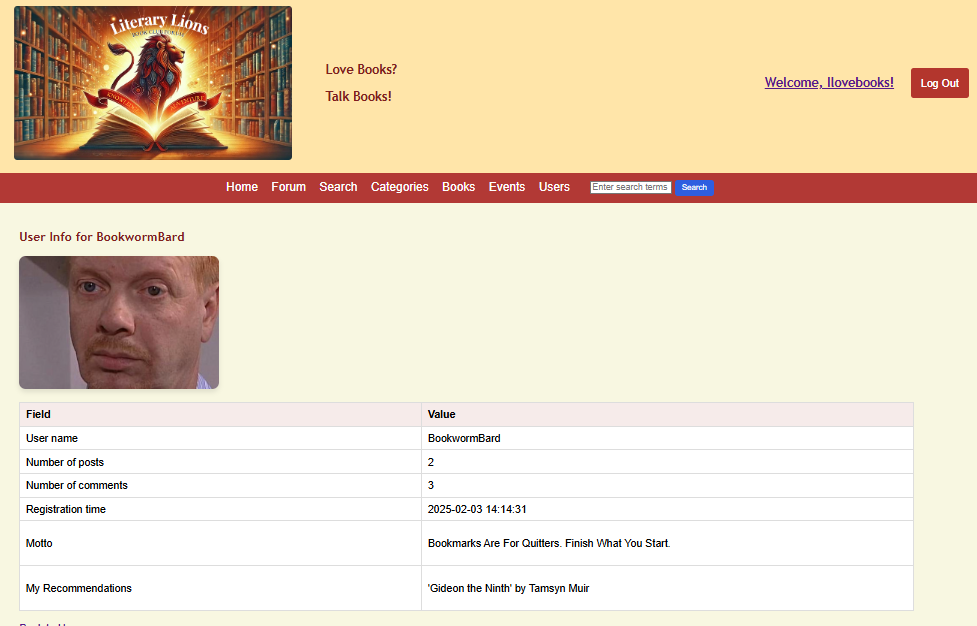 Literary Lions
BOOK CLUB FORUM
KNOWLEDGE
ADVENTURE
Love Books?
Talk Books!
Welcome, Ilovebooks!
Log Out
Home Forum Search Categories Books Events Users Enter search terms Search
User Info for BookwormBard
Field Value
User name BookwormBard
Number of posts 2
Number of comments 3
Registration time 2025-02-03 14:14:31
Motto Bookmarks Are For Quitters. Finish What You Start.
My Recommendations 'Gideon the Ninth' by Tamsyn Muir